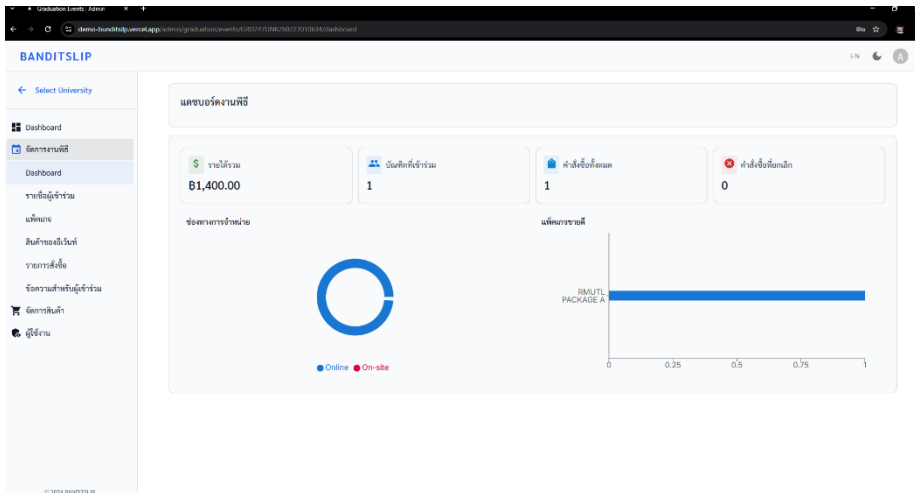 Graduation Events | Admin
demo-bunditslip.vercel.app/admin/graduation/events/GRD247UNK260227010634/dashboard
BANDITSLIP
EN
A
Select University
Dashboard
จัดการงานพิธี
Dashboard
รายชื่อผู้เข้าร่วม
แพ็คเกจ
สินค้าของอีเว้นท์
รายการสั่งซื้อ
ข้อความสำหรับผู้เข้าร่วม
จัดการสินค้า
ผู้ใช้งาน
© 2024 BANDITSLIP
แดชบอร์ดงานพิธี
รายได้รวม
฿1,400.00
บัณฑิตที่เข้าร่วม
1
คำสั่งซื้อทั้งหมด
1
คำสั่งซื้อที่ยกเลิก
0
ช่องทางการจำหน่าย
Online On-site
แพ็คเกจขายดี
RMUTL
PACKAGE A
0 0.25 0.5 0.75 1